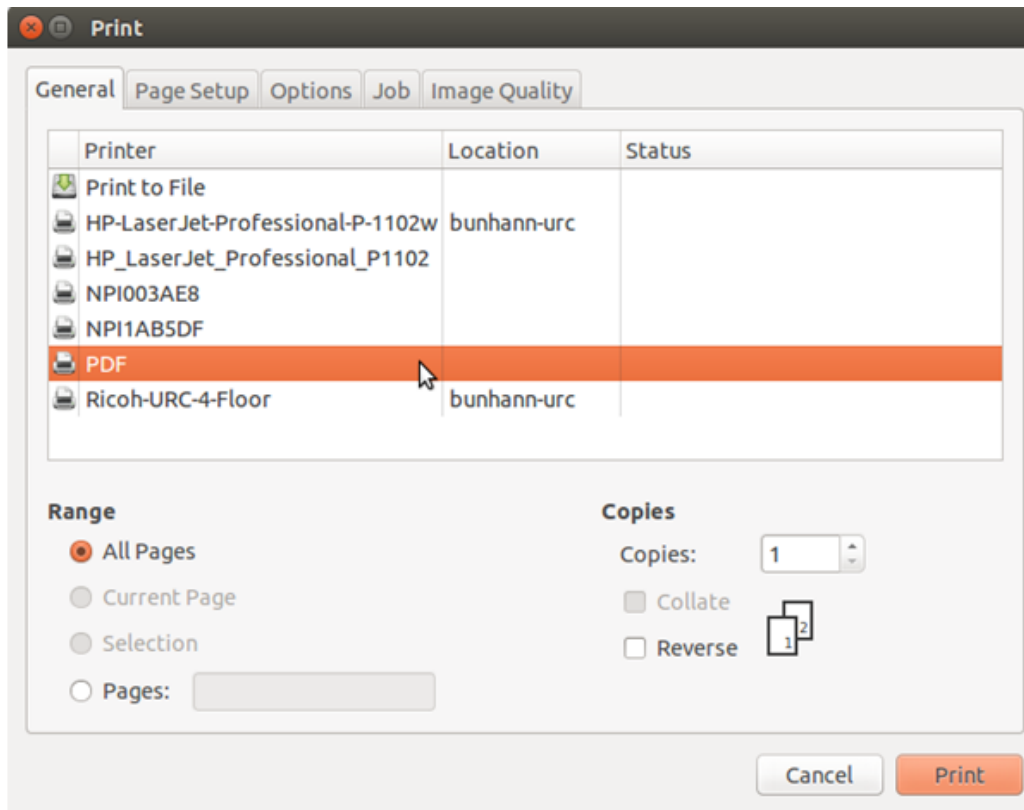 Print
General Page Setup Options Job Image Quality
Printer Location Status
Print to File
HP-LaserJet-Professional-P-1102w bunhann-urc
HP_LaserJet_Professional_P1102
NPI003AE8
NPI1AB5DF
PDF
Ricoh-URC-4-Floor bunhann-urc
Range Copies
All Pages Copies: 1
Current Page Collate
Selection Reverse 1 2
Pages:
Cancel Print